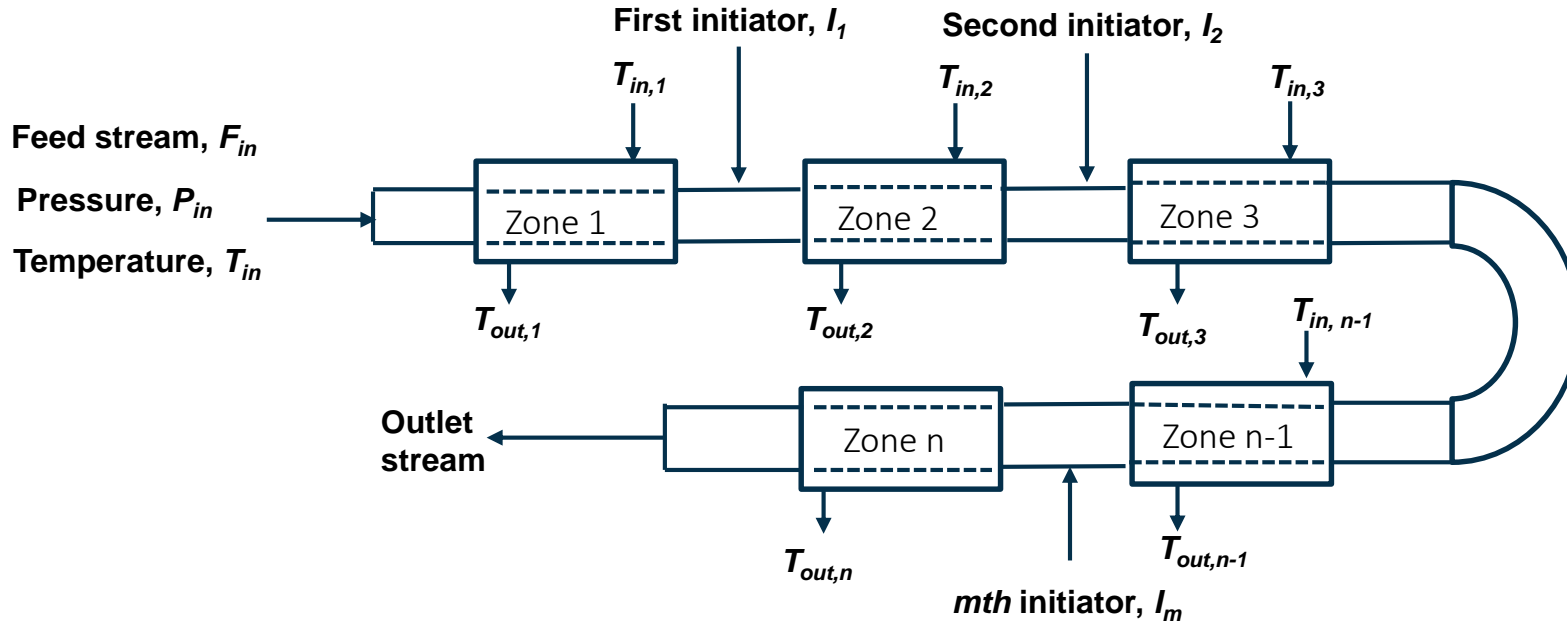 First initiator, I1
Second initiator, I2
Tin,1
Tin,2
Tin,3
Feed stream, Fin
Pressure, Pin
Temperature, Tin
Zone 1
Zone 2
Zone 3
Tout,1
Tout,2
Tout,3
Tin, n-1
Outlet
stream
Zone n
Zone n-1
Tout,n
Tout,n-1
mth initiator, Im